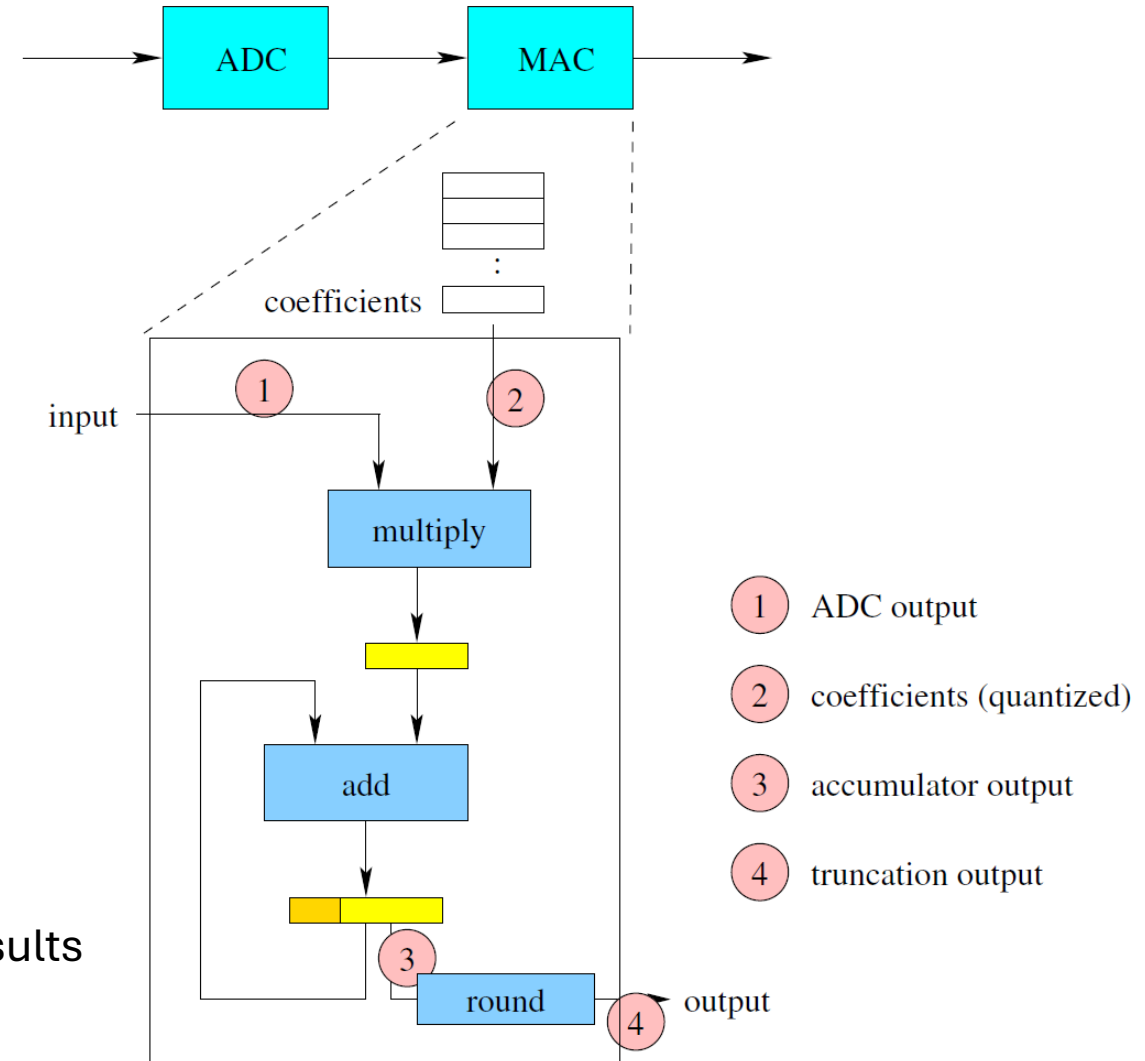 ADC
MAC
:
coefficients
1
2
input
multiply
1 ADC output
2 coefficients (quantized)
add
3 accumulator output
4 truncation output
sults
3
round
output
4